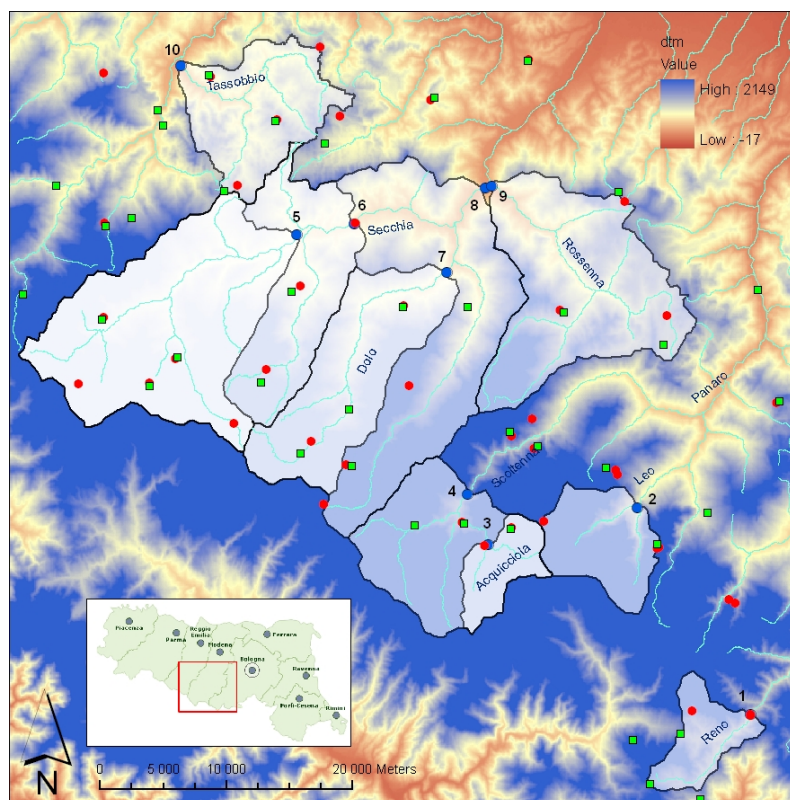 dtm
Value
High : 2149
Low : -17
10
Tassobbio
5
6
Secchia
8
9
7
Rossenna
Dolo
Panaro
Scoltenna
Leo
4
3
2
Acquicciola
1
Reno
Piacenza
Parma
Reggio
Emilia
Modena
Ferrara
Bologna
Ravenna
Forlì-Cesena
Rimini
N
0
5 000
10 000
20 000 Meters